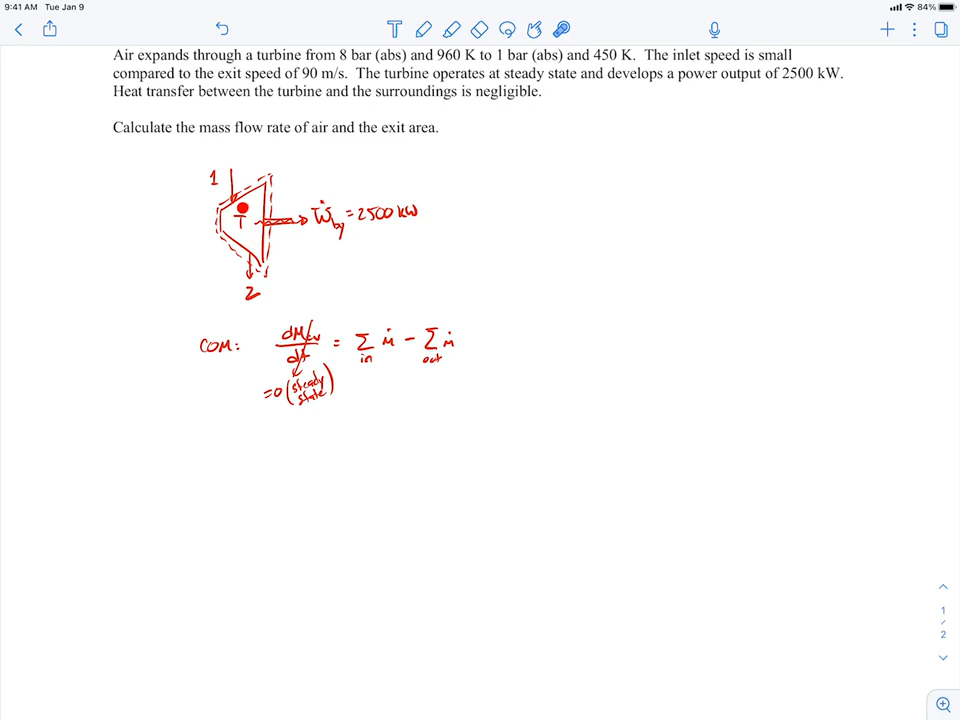 9:41 AM Tue Jan 9
84%
Air expands through a turbine from 8 bar (abs) and 960 K to 1 bar (abs) and 450 K. The inlet speed is small
compared to the exit speed of 90 m/s. The turbine operates at steady state and develops a power output of 2500 kW.
Heat transfer between the turbine and the surroundings is negligible.
Calculate the mass flow rate of air and the exit area.
1
T
Ẇby = 2500 kW
2
COM: dMcv/dt = Σin ṁ − Σout ṁ
=0 (steady
state)
1
/
2